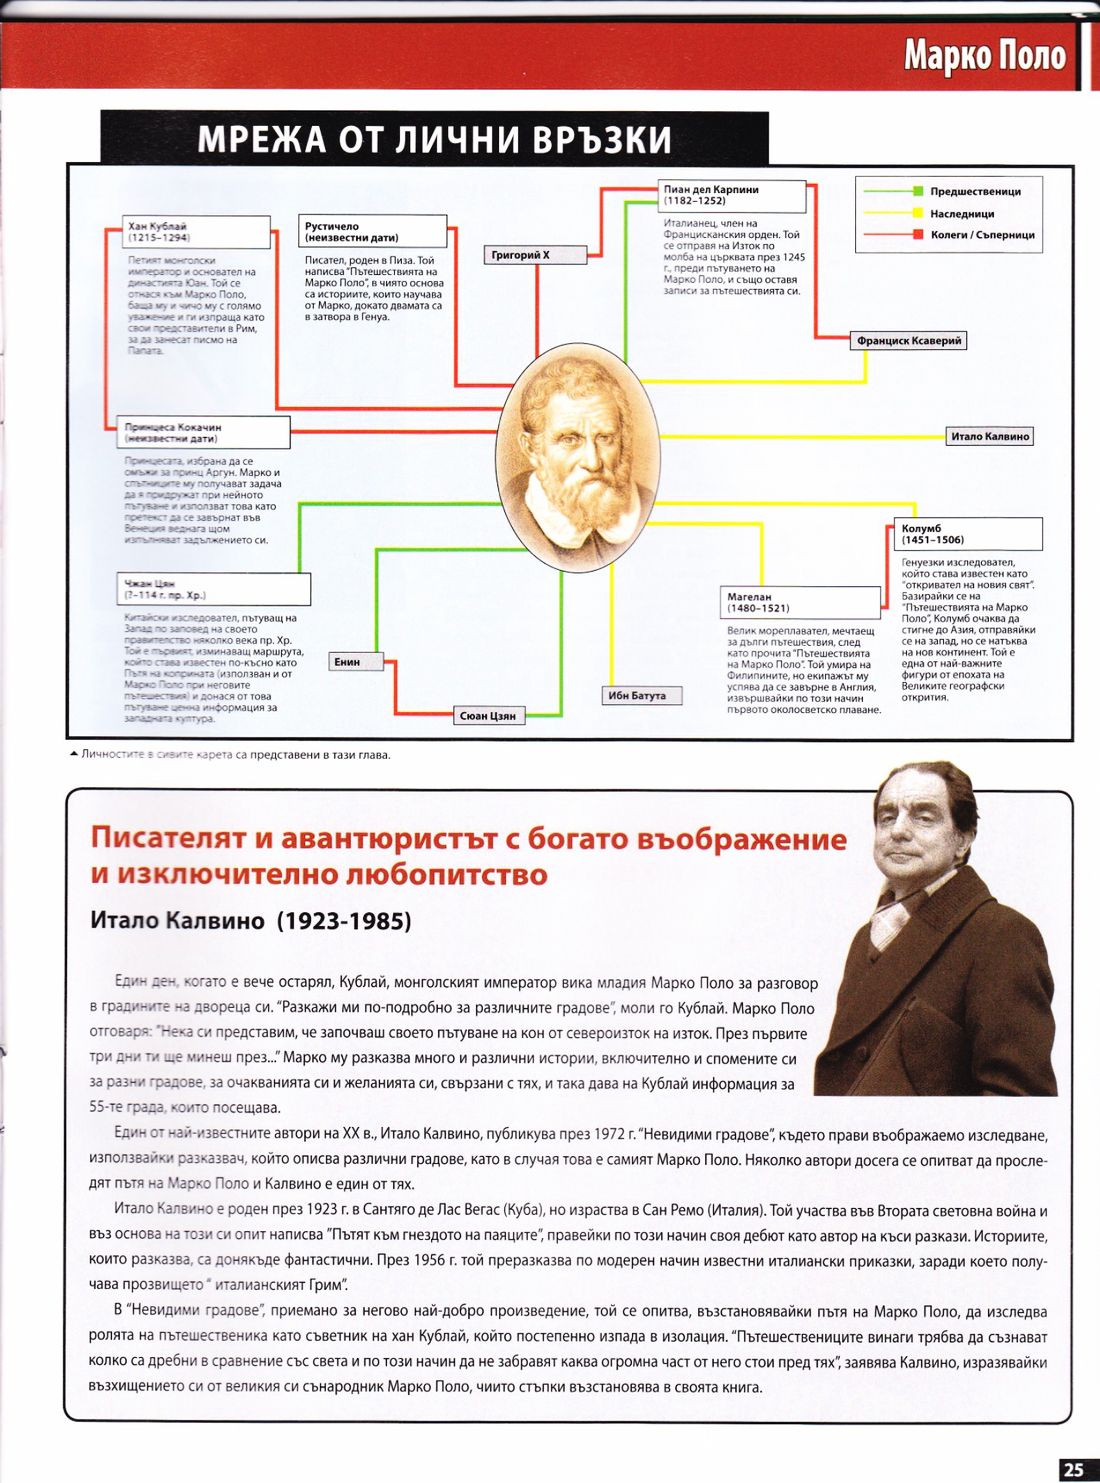 Марко Поло
МРЕЖА ОТ ЛИЧНИ ВРЪЗКИ
Хан Кублай
(1215–1294)
Петият монголски
император и основател на
династията Юан. Той се
отнася към Марко Поло,
баща му и чичо му с голямо
уважение и ги изпраща като
свои представители в Рим,
за да занесат писмо на
Папата.
Рустичело
(неизвестни дати)
Писател, роден в Пиза. Той
написва "Пътешествията на
Марко Поло", в чиято основа
са историите, които научава
от Марко, докато двамата са
в затвора в Генуа.
Григорий X
Пиан дел Карпини
(1182–1252)
Италианец, член на
Францисканския орден. Той
се отправя на Изток по
молба на църквата през 1245
г., преди пътуването на
Марко Поло, и също оставя
записи за пътешествията си.
Предшественици
Наследници
Колеги / Съперници
Франциск Ксаверий
Итало Калвино
Принцеса Кокачин
(неизвестни дати)
Принцесата, избрана да се
омъжи за принц Аргун. Марко и
спътниците му получават задача
да я придружат при нейното
пътуване и използват това като
претекст да се завърнат във
Венеция веднага щом
изпълняват задължението си.
Чжан Цян
(?–114 г. пр. Хр.)
Китайски изследовател, пътуващ на
Запад по заповед на своето
правителство няколко века пр. Хр.
Той е първият, изминаващ маршрута,
който става известен по-късно като
Пътя на коприната (използван и от
Марко Поло при неговите
пътешествия) и донася от това
пътуване ценна информация за
западната култура.
Енин
Сюан Цзян
Ибн Батута
Магелан
(1480–1521)
Велик мореплавател, мечтаещ
за дълги пътешествия, след
като прочита "Пътешествията
на Марко Поло". Той умира на
Филипините, но екипажът му
успява да се завърне в Англия,
извършвайки по този начин
първото околосветско плаване.
Колумб
(1451–1506)
Генуезки изследовател,
който става известен като
"откривател на новия свят".
Базирайки се на
"Пътешествията на Марко
Поло", Колумб очаква да
стигне до Азия, отправяйки
се на запад, но се натъква
на нов континент. Той е
една от най-важните
фигури от епохата на
Великите географски
открития.
Личностите в сивите карета са представени в тази глава.
Писателят и авантюристът с богато въображение
и изключително любопитство
Итало Калвино (1923-1985)
Един ден, когато е вече остарял, Кублай, монголският император вика младия Марко Поло за разговор
в градините на двореца си. "Разкажи ми по-подробно за различните градове", моли го Кублай. Марко Поло
отговаря: "Нека си представим, че започваш своето пътуване на кон от североизток на изток. През първите
три дни ти ще минеш през..." Марко му разказва много и различни истории, включително и спомените си
за разни градове, за очакванията си и желанията си, свързани с тях, и така дава на Кублай информация за
55-те града, които посещава.
Един от най-известните автори на XX в., Итало Калвино, публикува през 1972 г. "Невидими градове", където прави въображаемо изследване,
използвайки разказвач, който описва различни градове, като в случая това е самият Марко Поло. Няколко автори досега се опитват да просле-
дят пътя на Марко Поло и Калвино е един от тях.
Итало Калвино е роден през 1923 г. в Сантяго де Лас Вегас (Куба), но израства в Сан Ремо (Италия). Той участва във Втората световна война и
въз основа на този си опит написва "Пътят към гнездото на паяците", правейки по този начин своя дебют като автор на къси разкази. Историите,
които разказва, са донякъде фантастични. През 1956 г. той преразказва по модерен начин известни италиански приказки, заради което полу-
чава прозвището " италианският Грим".
В "Невидими градове", приемано за негово най-добро произведение, той се опитва, възстановявайки пътя на Марко Поло, да изследва
ролята на пътешественика като съветник на хан Кублай, който постепенно изпада в изолация. "Пътешествениците винаги трябва да съзнават
колко са дребни в сравнение със света и по този начин да не забравят каква огромна част от него стои пред тях", заявява Калвино, изразявайки
възхищението си от великия си сънародник Марко Поло, чиито стъпки възстановява в своята книга.
25